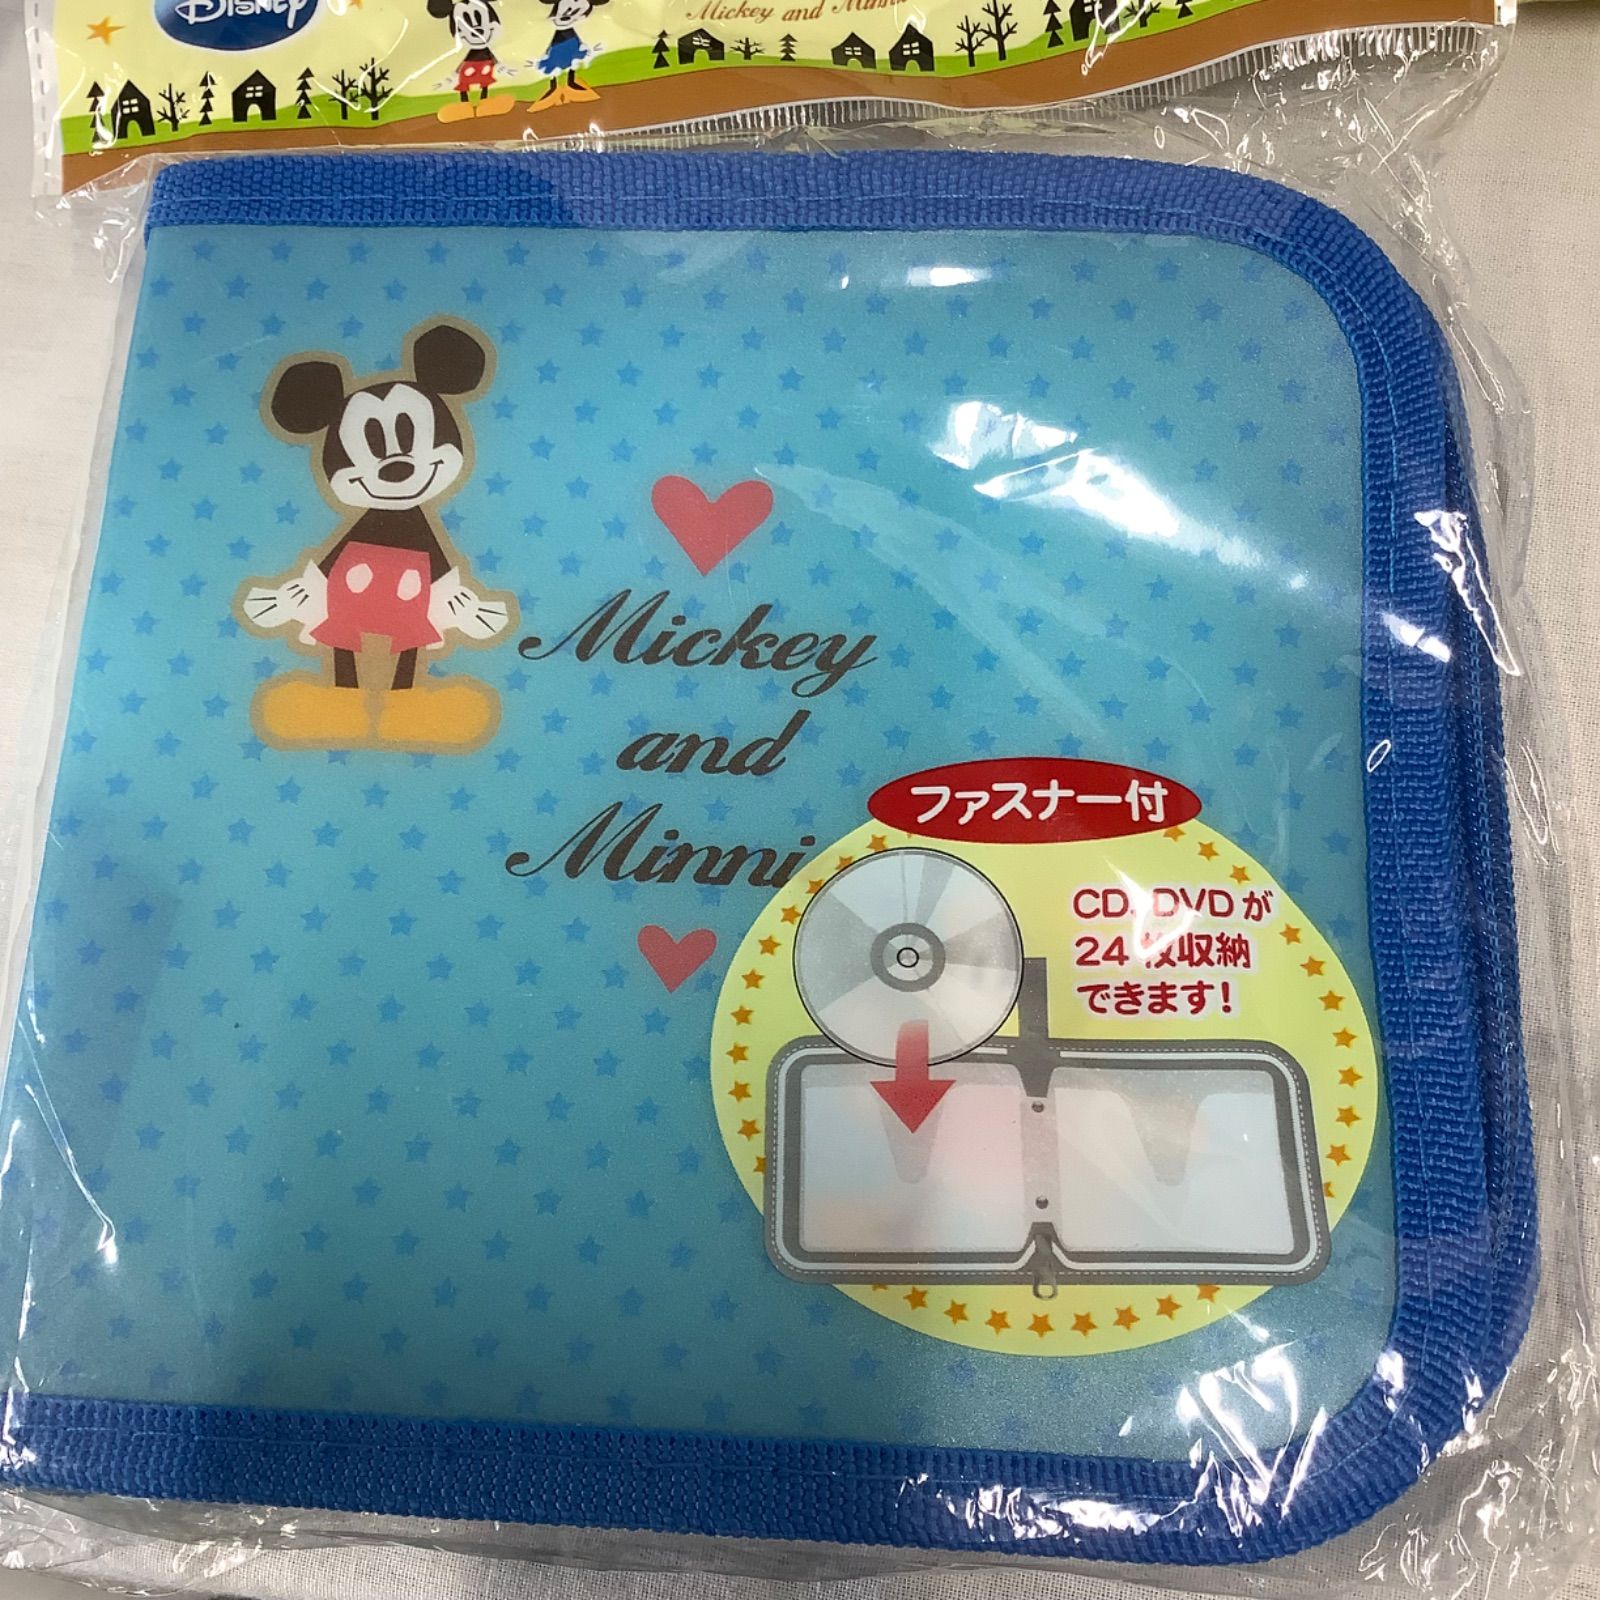 Disney
Mickey and Minnie
Mickey
and
Minni
ファスナー付
CD、DVDが
24枚収納
できます!